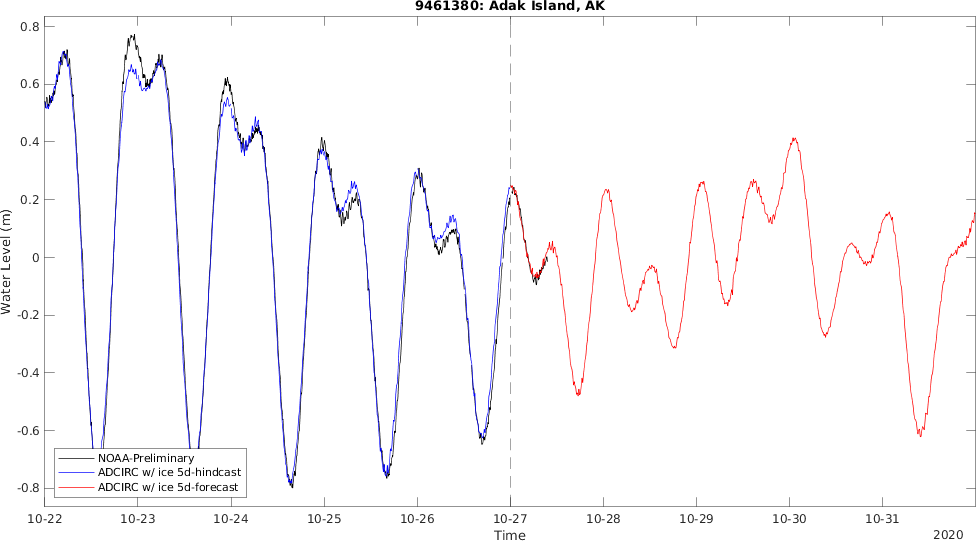 9461380: Adak Island, AK
0.8
0.6
0.4
0.2
0
-0.2
-0.4
-0.6
-0.8
Water Level (m)
NOAA-Preliminary
ADCIRC w/ ice 5d-hindcast
ADCIRC w/ ice 5d-forecast
10-22 10-23 10-24 10-25 10-26 10-27 10-28 10-29 10-30 10-31
Time
2020